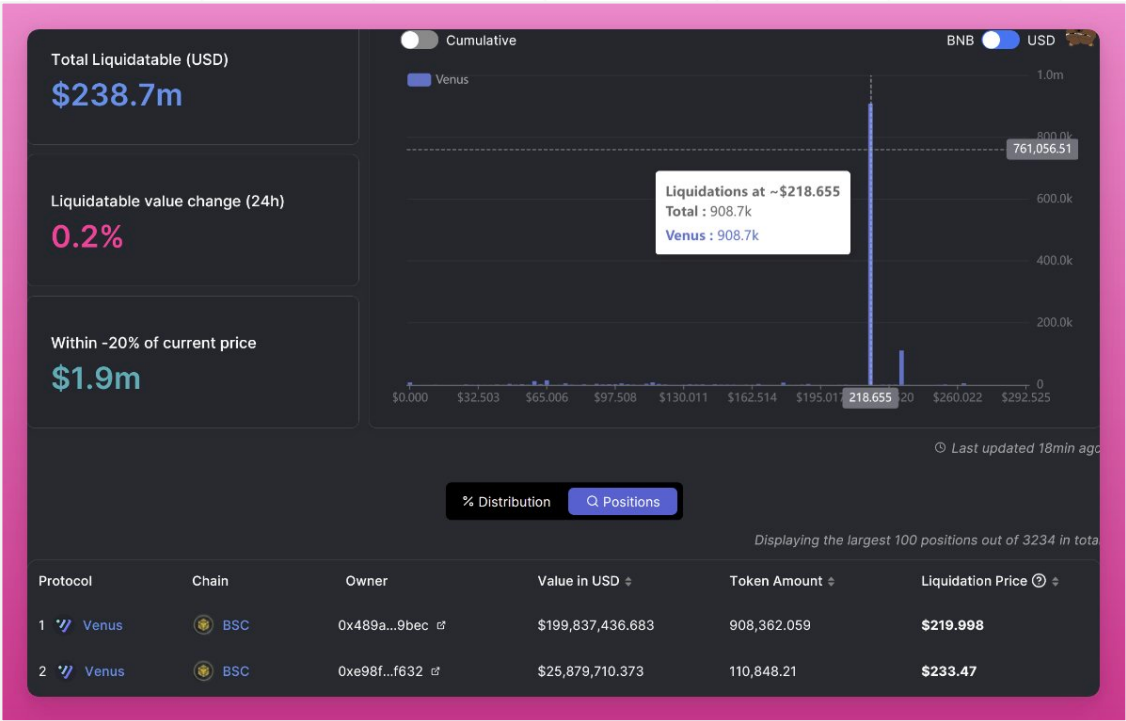 Total Liquidatable (USD)
$238.7m
Liquidatable value change (24h)
0.2%
Within -20% of current price
$1.9m
Cumulative
BNB USD
Venus
1.0m
800.0k
761,056.51
600.0k
400.0k
200.0k
0
Liquidations at ~$218.655
Total : 908.7k
Venus : 908.7k
$0.000 $32.503 $65.006 $97.508 $130.011 $162.514 $195.017 218.655 $260.022 $292.525
Last updated 18min ago
% Distribution Positions
Displaying the largest 100 positions out of 3234 in tota
Protocol Chain Owner Value in USD Token Amount Liquidation Price
1 Venus BSC 0x489a...9bec $199,837,436.683 908,362.059 $219.998
2 Venus BSC 0xe98f...f632 $25,879,710.373 110,848.21 $233.47